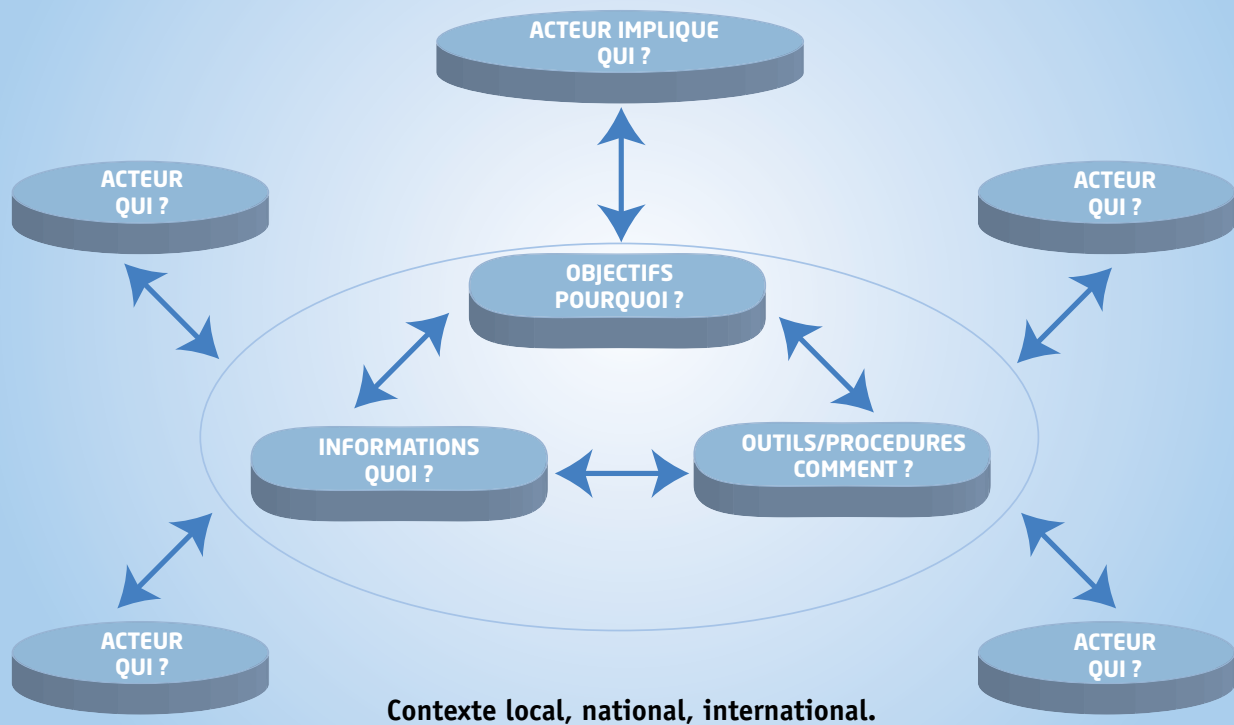 ACTEUR IMPLIQUE
QUI ?
ACTEUR
QUI ?
ACTEUR
QUI ?
OBJECTIFS
POURQUOI ?
INFORMATIONS
QUOI ?
OUTILS/PROCEDURES
COMMENT ?
ACTEUR
QUI ?
ACTEUR
QUI ?
Contexte local, national, international.